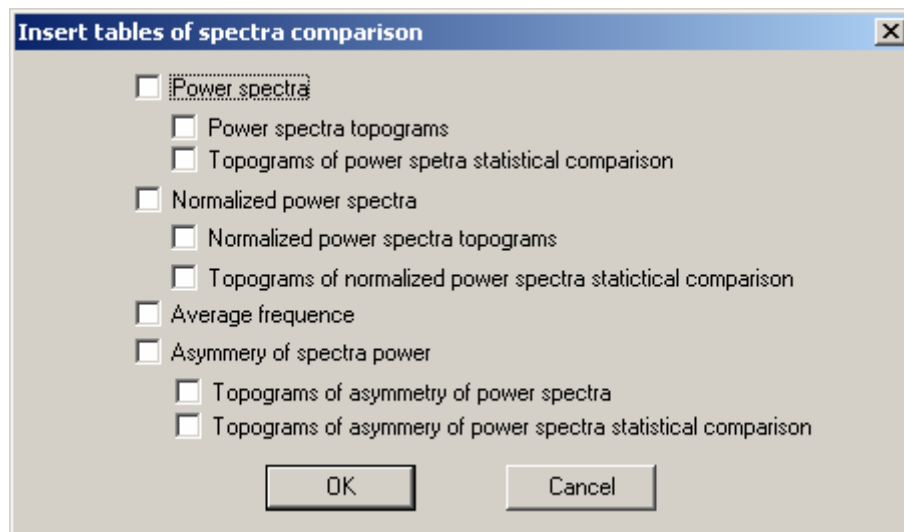 Insert tables of spectra comparison
Power spectra
Power spectra topograms
Topograms of power spetra statistical comparison
Normalized power spectra
Normalized power spectra topograms
Topograms of normalized power spectra statictical comparison
Average frequence
Asymmery of spectra power
Topograms of asymmetry of power spectra
Topograms of asymmery of power spectra statistical comparison
OK Cancel